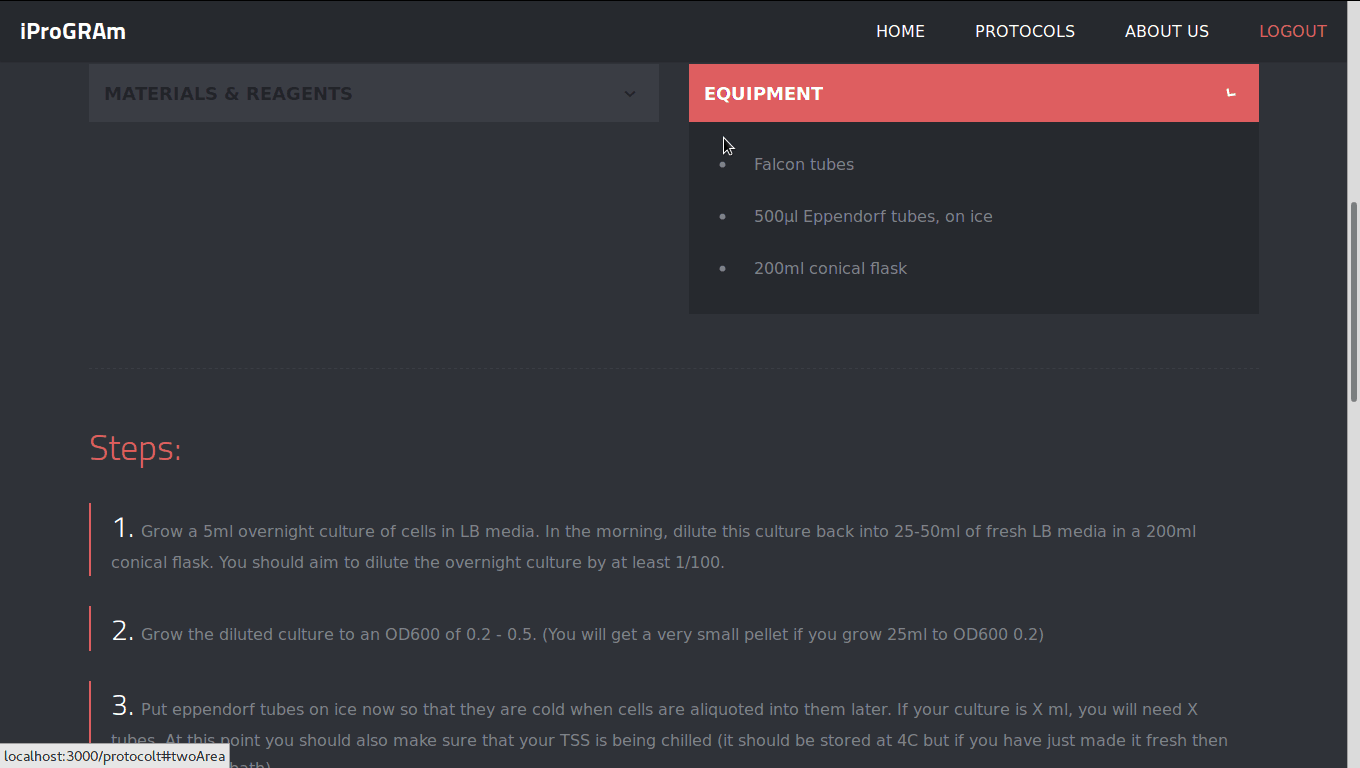 iProGRAm
HOME
PROTOCOLS
ABOUT US
LOGOUT
MATERIALS & REAGENTS
EQUIPMENT
Falcon tubes
500µl Eppendorf tubes, on ice
200ml conical flask
Steps:
1. Grow a 5ml overnight culture of cells in LB media. In the morning, dilute this culture back into 25-50ml of fresh LB media in a 200ml
conical flask. You should aim to dilute the overnight culture by at least 1/100.
2. Grow the diluted culture to an OD600 of 0.2 - 0.5. (You will get a very small pellet if you grow 25ml to OD600 0.2)
3. Put eppendorf tubes on ice now so that they are cold when cells are aliquoted into them later. If your culture is X ml, you will need X
tubes. At this point you should also make sure that your TSS is being chilled (it should be stored at 4C but if you have just made it fresh then
bath)
localhost:3000/protocolt#twoArea